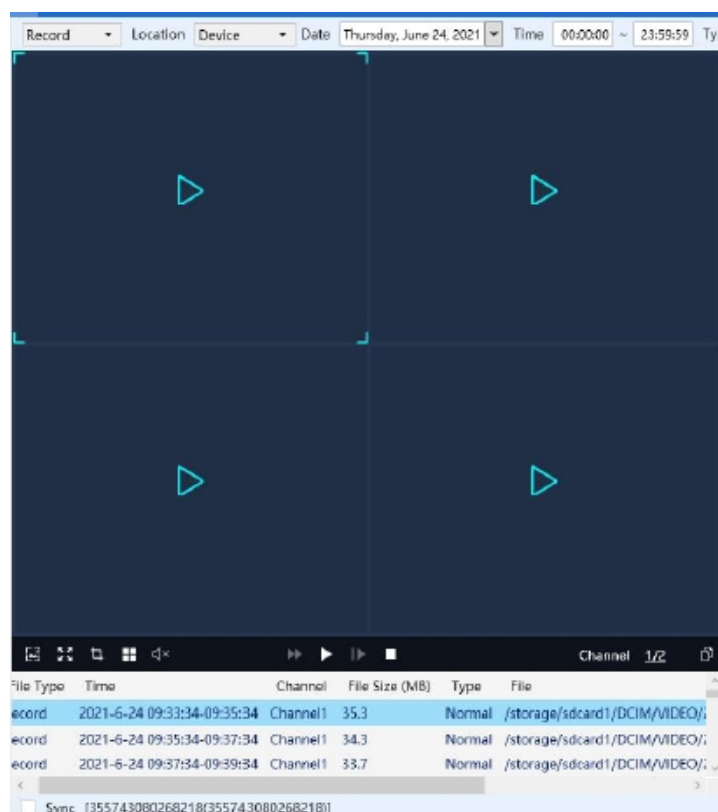 Record Location Device Date Thursday, June 24, 2021 Time 00:00:00 ~ 23:59:59 Ty
Channel 1/2
File Type Time Channel File Size (MB) Type File
ecord 2021-6-24 09:33:34-09:35:34 Channel1 35.3 Normal /storage/sdcard1/DCIM/VIDEO/2
ecord 2021-6-24 09:35:34-09:37:34 Channel1 34.3 Normal /storage/sdcard1/DCIM/VIDEO/2
ecord 2021-6-24 09:37:34-09:39:34 Channel1 33.7 Normal /storage/sdcard1/DCIM/VIDEO/2
Sync [355743080268218(355743080268218)]